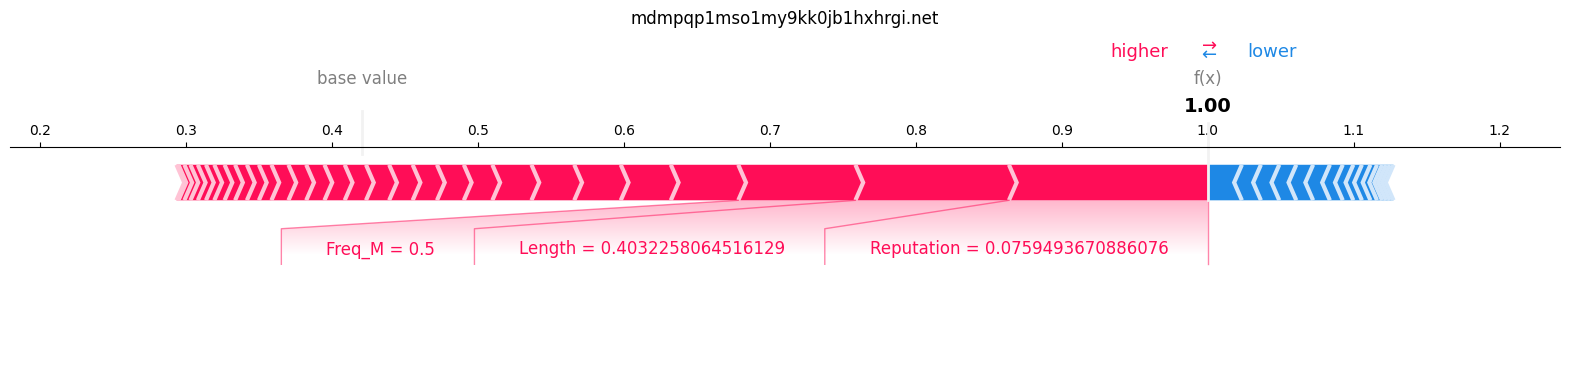 mdmpqp1mso1my9kk0jb1hxhrgi.net
higher → lower
←
base value f(x)
1.00
0.2 0.3 0.4 0.5 0.6 0.7 0.8 0.9 1.0 1.1 1.2
Freq_M = 0.5 Length = 0.4032258064516129 Reputation = 0.0759493670886076